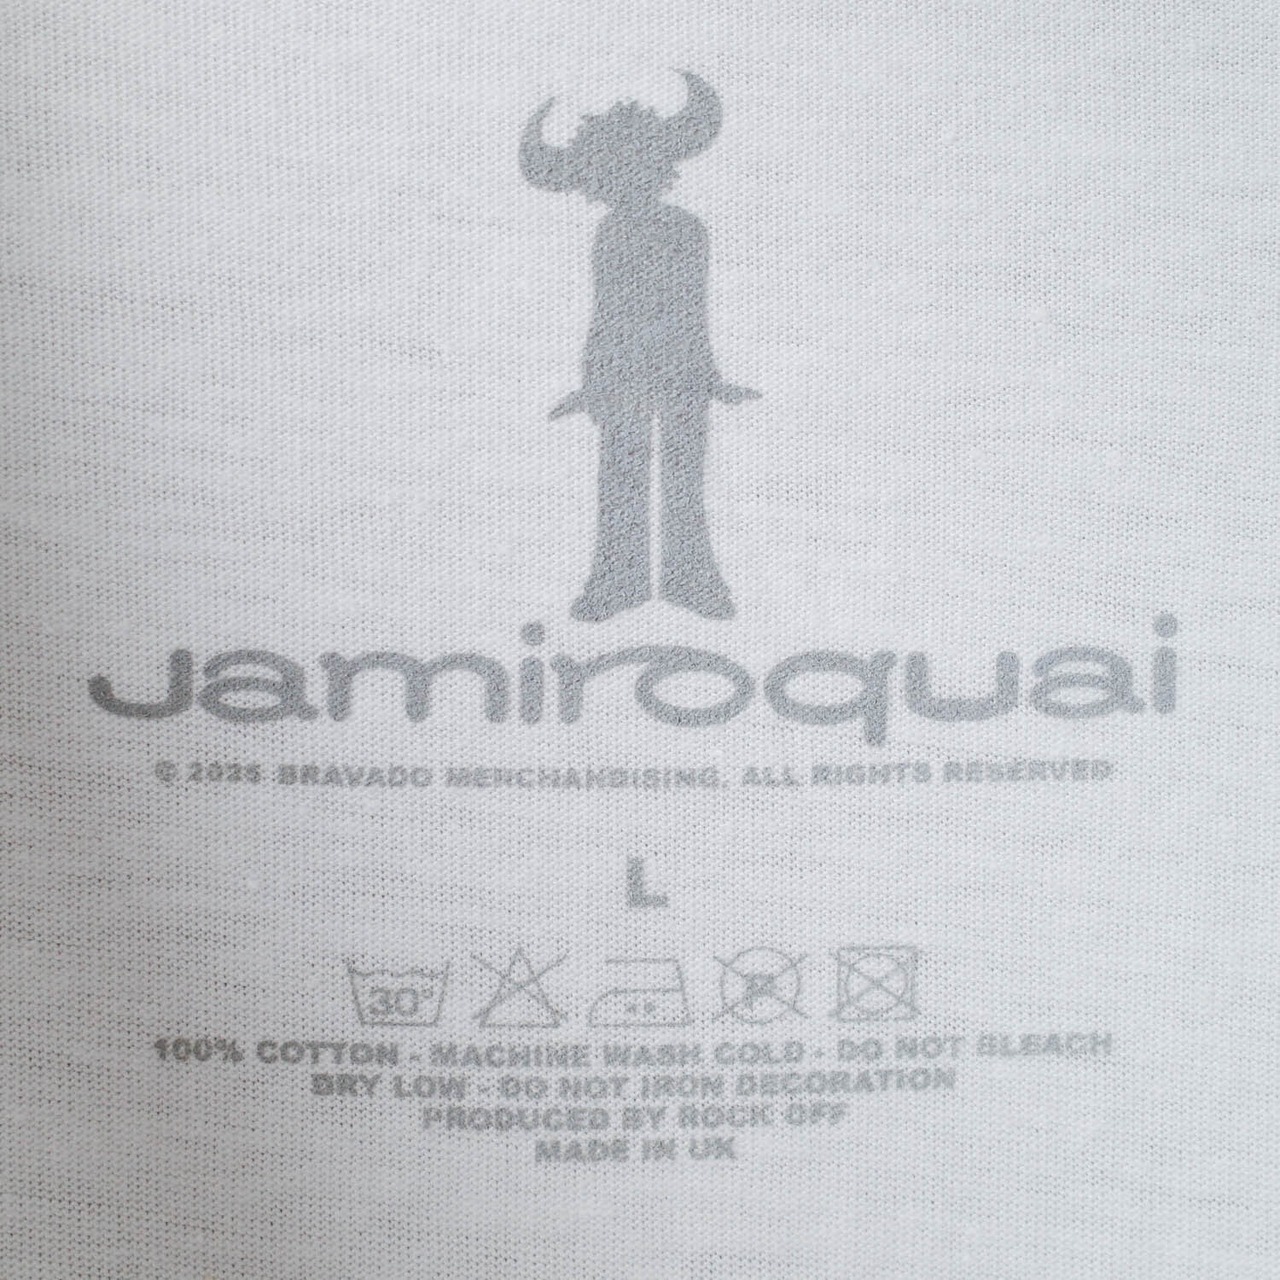 Jamiroquai
© 2025 BRAVADO MERCHANDISING. ALL RIGHTS RESERVED
L
30°
P
100% COTTON - MACHINE WASH COLD - DO NOT BLEACH
DRY LOW - DO NOT IRON DECORATION
PRODUCED BY ROCK OFF
MADE IN UK